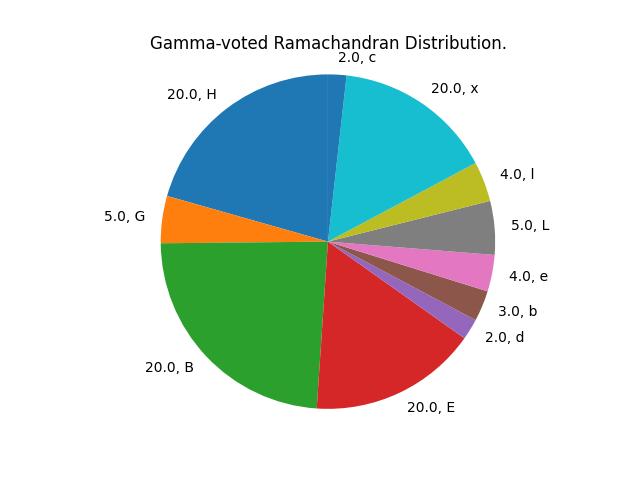 Gamma-voted Ramachandran Distribution.
2.0, c
20.0, H
20.0, x
4.0, l
5.0, G
5.0, L
4.0, e
3.0, b
2.0, d
20.0, B
20.0, E